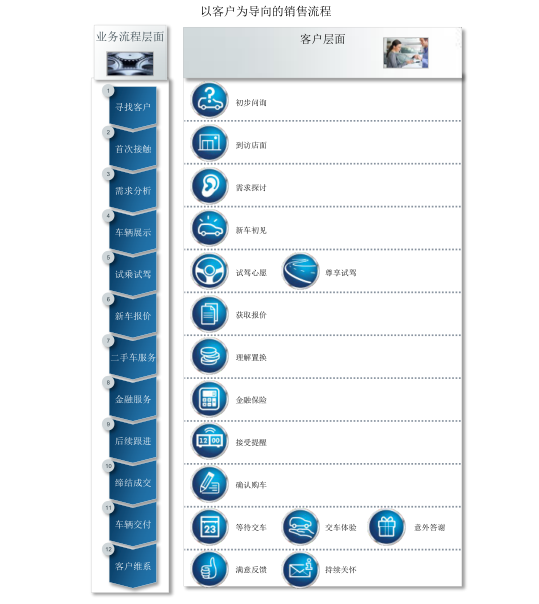 以客户为导向的销售流程
业务流程层面
客户层面
1 寻找客户
初步问询
2 首次接触
到访店面
3 需求分析
需求探讨
4 车辆展示
新车初见
5 试乘试驾
试驾心愿 尊享试驾
6 新车报价
获取报价
7 二手车服务
理解置换
8 金融服务
金融保险
9 后续跟进
12 00 接受提醒
10 缔结成交
确认购车
11 车辆交付
23 等待交车 交车体验 意外答谢
12 客户维系
满意反馈 持续关怀